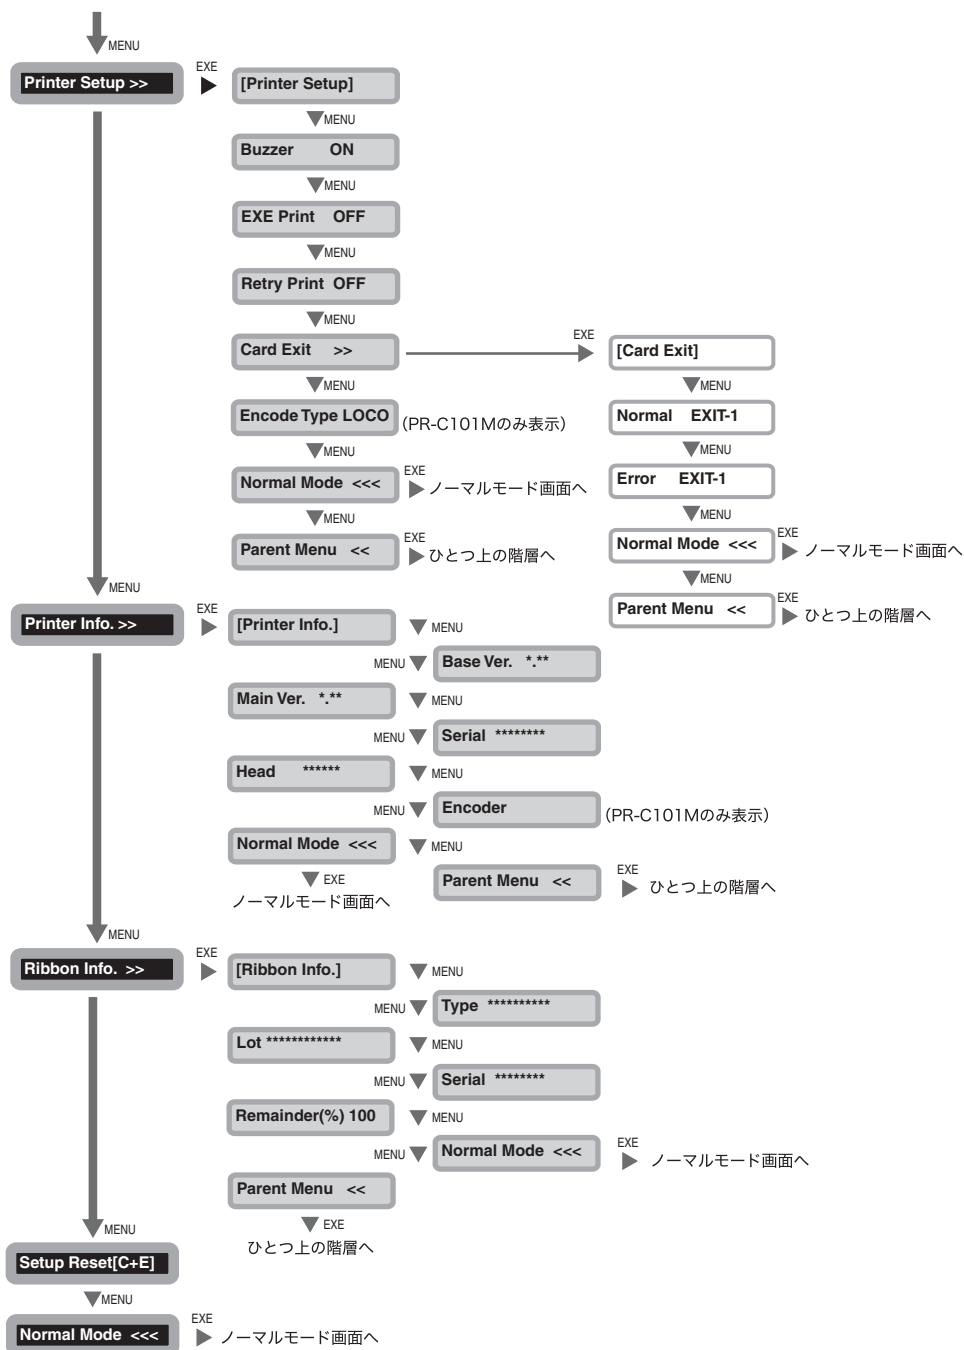 MENU
Printer Setup >>
EXE
[Printer Setup]
MENU
Buzzer ON
MENU
EXE Print OFF
MENU
Retry Print OFF
MENU
Card Exit >>
EXE
[Card Exit]
MENU
Normal EXIT-1
MENU
Error EXIT-1
MENU
Normal Mode <<<
EXE
ノーマルモード画面へ
MENU
Parent Menu <<
EXE
ひとつ上の階層へ
MENU
Encode Type LOCO
(PR-C101Mのみ表示)
MENU
Normal Mode <<<
EXE
ノーマルモード画面へ
MENU
Parent Menu <<
EXE
ひとつ上の階層へ
MENU
Printer Info. >>
EXE
[Printer Info.]
MENU
MENU
Base Ver. *.**
Main Ver. *.**
MENU
MENU
Serial ********
Head ******
MENU
MENU
Encoder
(PR-C101Mのみ表示)
Normal Mode <<<
MENU
EXE
ノーマルモード画面へ
Parent Menu <<
EXE
ひとつ上の階層へ
MENU
Ribbon Info. >>
EXE
[Ribbon Info.]
MENU
MENU
Type **********
Lot ************
MENU
MENU
Serial ********
Remainder(%) 100
MENU
MENU
Normal Mode <<<
EXE
ノーマルモード画面へ
Parent Menu <<
EXE
ひとつ上の階層へ
MENU
Setup Reset[C+E]
MENU
Normal Mode <<<
EXE
ノーマルモード画面へ